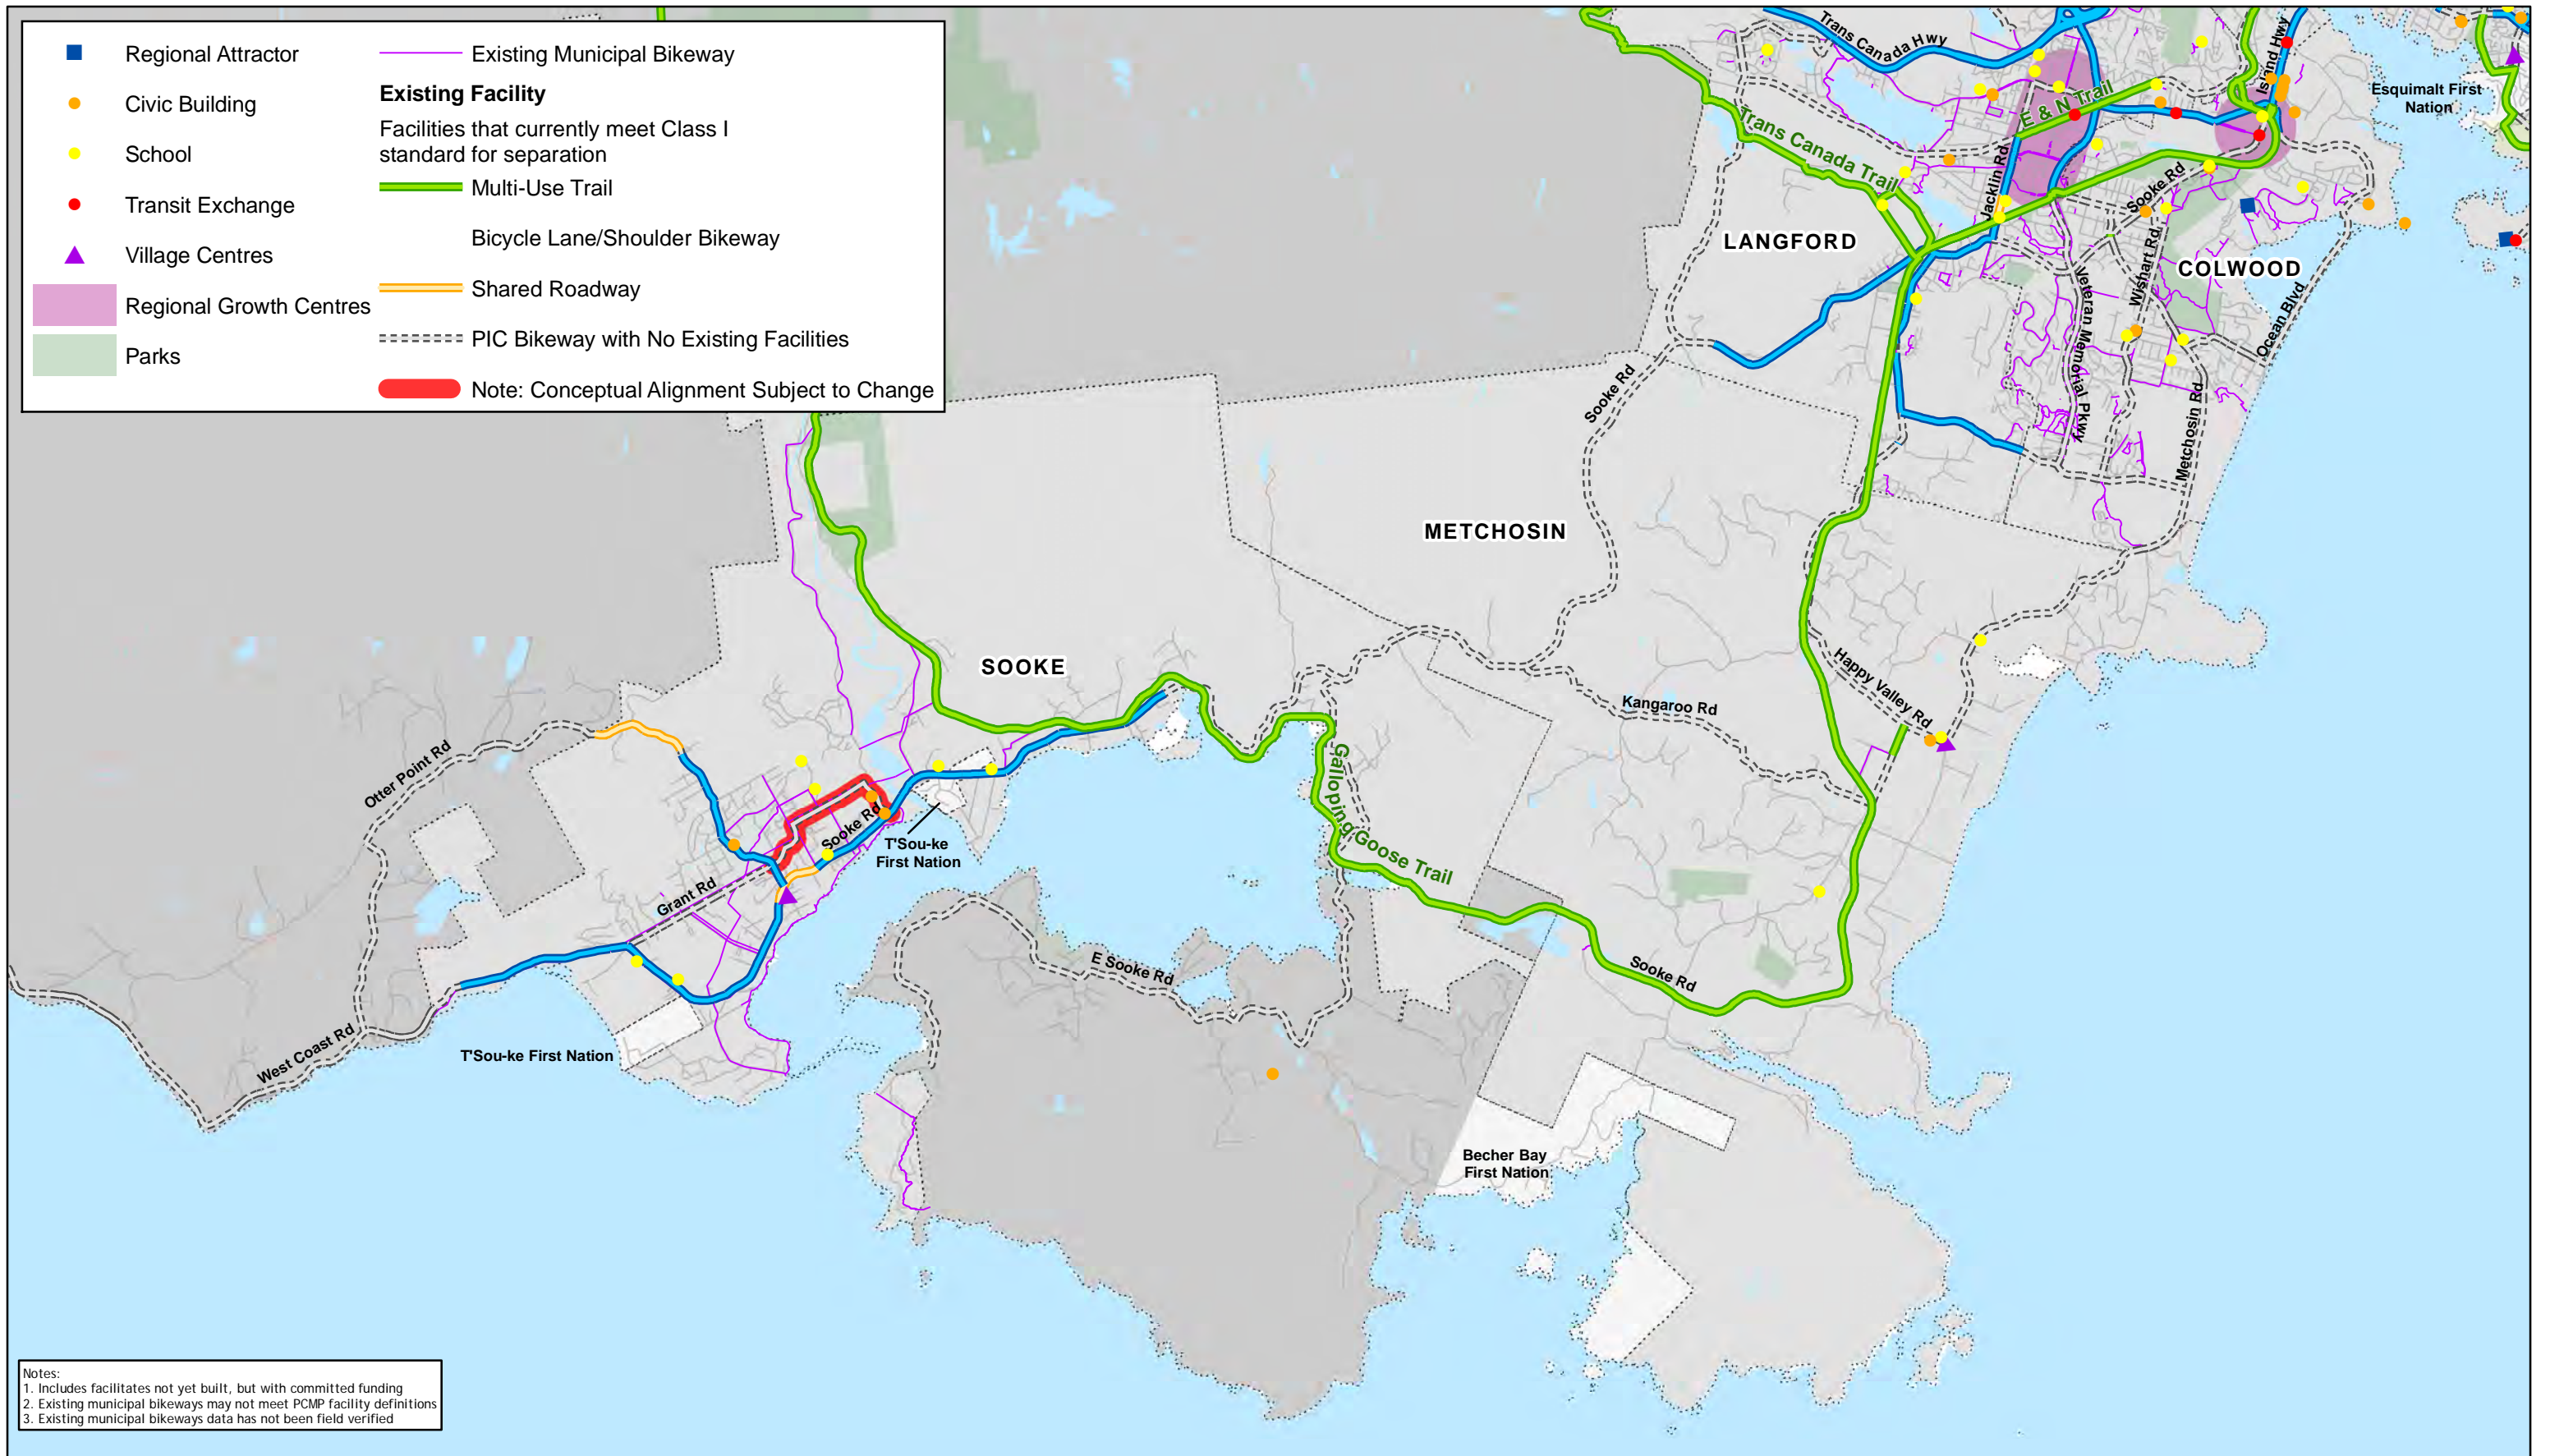 Regional Attractor
Civic Building
School
Transit Exchange
Village Centres
Regional Growth Centres
Parks
Existing Municipal Bikeway
Existing Facility
Facilities that currently meet Class I
standard for separation
Multi-Use Trail
Bicycle Lane/Shoulder Bikeway
Shared Roadway
PIC Bikeway with No Existing Facilities
Note: Conceptual Alignment Subject to Change
Trans Canada Hwy
Island Hwy
Esquimalt First
Nation
E & N Trail
Trans Canada Trail
Jacklin Rd
Sooke Rd
LANGFORD
COLWOOD
Wishart Rd
Veteran Memorial Pkwy
Ocean Blvd
Metchosin Rd
Sooke Rd
METCHOSIN
SOOKE
Happy Valley Rd
Kangaroo Rd
Otter Point Rd
Galloping Goose Trail
Sooke Rd
T'Sou-ke
First Nation
Grant Rd
E Sooke Rd
Sooke Rd
West Coast Rd
T'Sou-ke First Nation
Becher Bay
First Nation
Notes:
1. Includes facilitates not yet built, but with committed funding
2. Existing municipal bikeways may not meet PCMP facility definitions
3. Existing municipal bikeways data has not been field verified